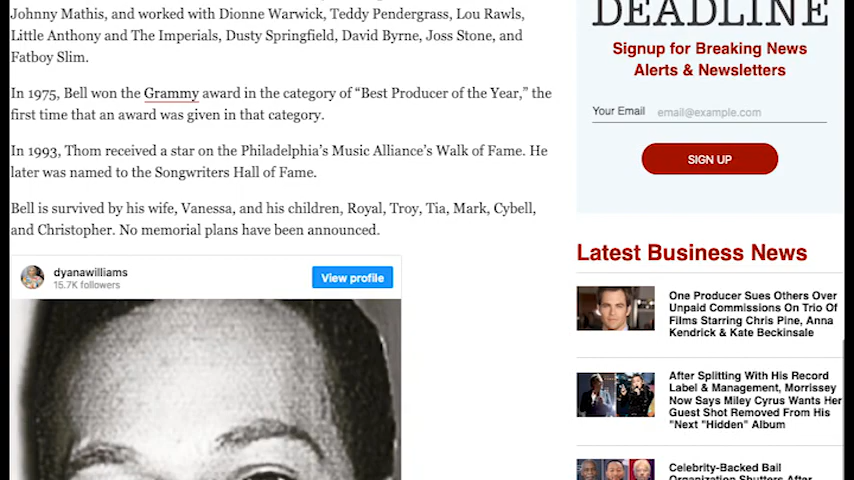 Johnny Mathis, and worked with Dionne Warwick, Teddy Pendergrass, Lou Rawls,
Little Anthony and The Imperials, Dusty Springfield, David Byrne, Joss Stone, and
Fatboy Slim.
In 1975, Bell won the Grammy award in the category of “Best Producer of the Year,” the
first time that an award was given in that category.
In 1993, Thom received a star on the Philadelphia’s Music Alliance’s Walk of Fame. He
later was named to the Songwriters Hall of Fame.
Bell is survived by his wife, Vanessa, and his children, Royal, Troy, Tia, Mark, Cybell,
and Christopher. No memorial plans have been announced.
dyanawilliams
15.7K followers
View profile
DEADLINE
Signup for Breaking News
Alerts & Newsletters
Your Email email@example.com
SIGN UP
Latest Business News
One Producer Sues Others Over
Unpaid Commissions On Trio Of
Films Starring Chris Pine, Anna
Kendrick & Kate Beckinsale
After Splitting With His Record
Label & Management, Morrissey
Now Says Miley Cyrus Wants Her
Guest Shot Removed From His
"Next "Hidden" Album
Celebrity-Backed Bail
Organization Shutters After